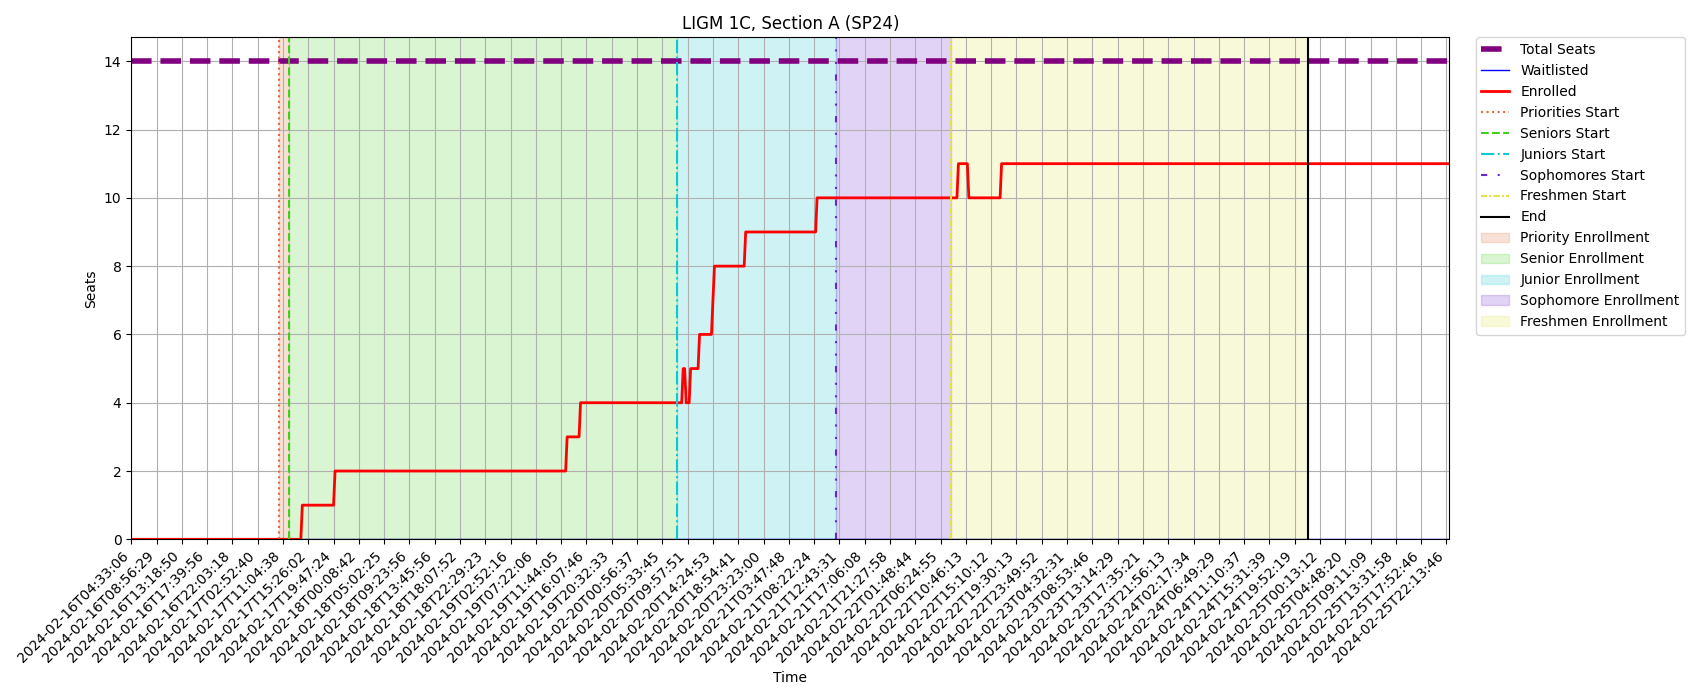 LIGM 1C, Section A (SP24)
Seats
14
12
10
8
6
4
2
0
2024-02-16T04:33:06
2024-02-16T08:56:29
2024-02-16T13:18:50
2024-02-16T17:39:56
2024-02-16T22:03:18
2024-02-17T02:52:40
2024-02-17T11:04:38
2024-02-17T15:26:02
2024-02-17T19:47:24
2024-02-18T00:08:42
2024-02-18T05:02:25
2024-02-18T09:23:56
2024-02-18T13:45:56
2024-02-18T18:07:52
2024-02-18T22:29:23
2024-02-19T02:52:16
2024-02-19T07:22:06
2024-02-19T11:44:05
2024-02-19T16:07:46
2024-02-19T20:32:33
2024-02-20T00:56:37
2024-02-20T05:33:45
2024-02-20T09:57:51
2024-02-20T14:24:53
2024-02-20T18:54:41
2024-02-20T23:23:00
2024-02-21T03:47:48
2024-02-21T08:22:24
2024-02-21T12:43:31
2024-02-21T17:06:08
2024-02-21T21:27:58
2024-02-22T01:48:44
2024-02-22T06:24:55
2024-02-22T10:46:13
2024-02-22T15:10:12
2024-02-22T19:30:13
2024-02-22T23:49:52
2024-02-23T04:32:31
2024-02-23T08:53:46
2024-02-23T13:14:29
2024-02-23T17:35:21
2024-02-23T21:56:13
2024-02-24T02:17:34
2024-02-24T06:49:29
2024-02-24T11:10:37
2024-02-24T15:31:39
2024-02-24T19:52:19
2024-02-25T00:13:12
2024-02-25T04:48:20
2024-02-25T09:11:09
2024-02-25T13:31:58
2024-02-25T17:52:46
2024-02-25T22:13:46
Time
Total Seats
Waitlisted
Enrolled
Priorities Start
Seniors Start
Juniors Start
Sophomores Start
Freshmen Start
End
Priority Enrollment
Senior Enrollment
Junior Enrollment
Sophomore Enrollment
Freshmen Enrollment